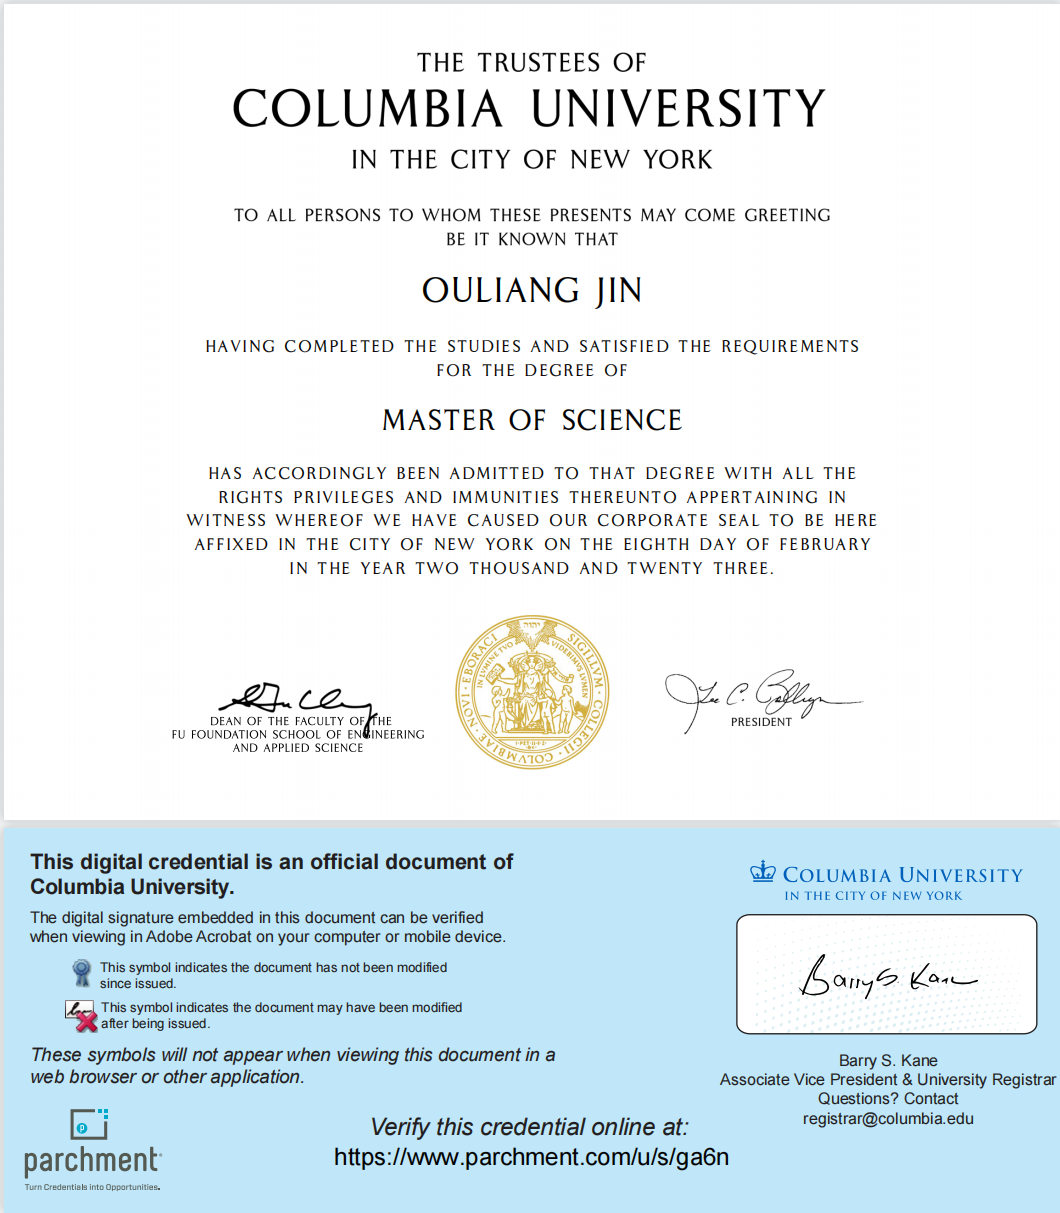 THE TRUSTEES OF
COLUMBIA UNIVERSITY
IN THE CITY OF NEW YORK
TO ALL PERSONS TO WHOM THESE PRESENTS MAY COME GREETING
BE IT KNOWN THAT
OULIANG JIN
HAVING COMPLETED THE STUDIES AND SATISFIED THE REQUIREMENTS
FOR THE DEGREE OF
MASTER OF SCIENCE
HAS ACCORDINGLY BEEN ADMITTED TO THAT DEGREE WITH ALL THE
RIGHTS PRIVILEGES AND IMMUNITIES THEREUNTO APPERTAINING IN
WITNESS WHEREOF WE HAVE CAUSED OUR CORPORATE SEAL TO BE HERE
AFFIXED IN THE CITY OF NEW YORK ON THE EIGHTH DAY OF FEBRUARY
IN THE YEAR TWO THOUSAND AND TWENTY THREE.
DEAN OF THE FACULTY OF THE
FU FOUNDATION SCHOOL OF ENGINEERING
AND APPLIED SCIENCE
SIGILLVM · COLLEGII · COLVMBIAE · NOVI · EBORACI
IN LVMINE TVO VIDEBIMVS LVMEN
יהוה
Lee C. Bollinger
PRESIDENT
This digital credential is an official document of
Columbia University.
The digital signature embedded in this document can be verified
when viewing in Adobe Acrobat on your computer or mobile device.
This symbol indicates the document has not been modified
since issued.
This symbol indicates the document may have been modified
after being issued.
These symbols will not appear when viewing this document in a
web browser or other application.
COLUMBIA UNIVERSITY
IN THE CITY OF NEW YORK
Barry S. Kane
Barry S. Kane
Associate Vice President & University Registrar
Questions? Contact
registrar@columbia.edu
p
parchment
Turn Credentials into Opportunities.
Verify this credential online at:
https://www.parchment.com/u/s/ga6n